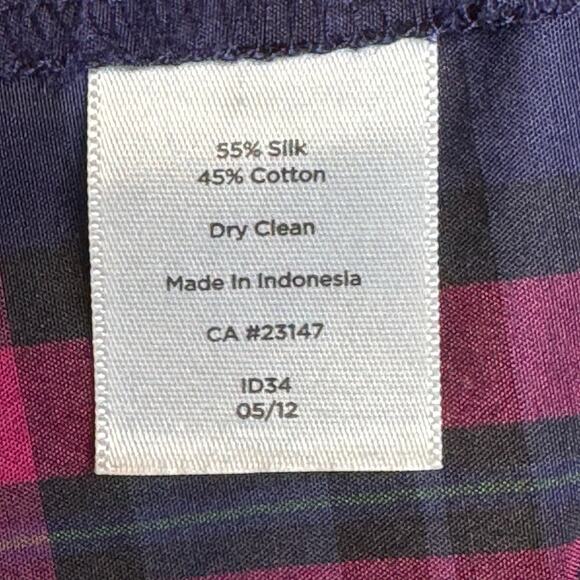 55% Silk
45% Cotton
Dry Clean
Made In Indonesia
CA #23147
ID34
05/12